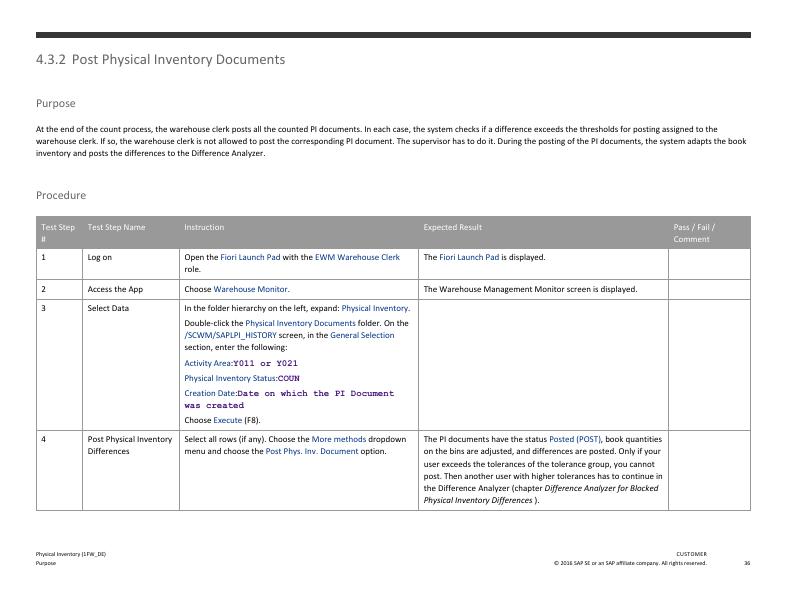 4.3.2 Post Physical Inventory Documents
Purpose
At the end of the count process, the warehouse clerk posts all the counted PI documents. In each case, the system checks if a difference exceeds the thresholds for posting assigned to the
warehouse clerk. If so, the warehouse clerk is not allowed to post the corresponding PI document. The supervisor has to do it. During the posting of the PI documents, the system adapts the book
inventory and posts the differences to the Difference Analyzer.
Procedure
Test Step
#
Test Step Name
Instruction
Expected Result
Pass / Fail /
Comment
1
Log on
Open the Fiori Launch Pad with the EWM Warehouse Clerk
role.
The Fiori Launch Pad is displayed.
2
Access the App
Choose Warehouse Monitor.
The Warehouse Management Monitor screen is displayed.
3
Select Data
In the folder hierarchy on the left, expand: Physical Inventory.
Double-click the Physical Inventory Documents folder. On the
/SCWM/SAPLPI_HISTORY screen, in the General Selection
section, enter the following:
Activity Area:Y011 or Y021
Physical Inventory Status:COUN
Creation Date:Date on which the PI Document
was created
Choose Execute (F8).
4
Post Physical Inventory
Differences
Select all rows (if any). Choose the More methods dropdown
menu and choose the Post Phys. Inv. Document option.
The PI documents have the status Posted (POST), book quantities
on the bins are adjusted, and differences are posted. Only if your
user exceeds the tolerances of the tolerance group, you cannot
post. Then another user with higher tolerances has to continue in
the Difference Analyzer (chapter Difference Analyzer for Blocked
Physical Inventory Differences ).
Physical Inventory (1FW_DE)
Purpose
CUSTOMER
© 2016 SAP SE or an SAP affiliate company. All rights reserved.
36